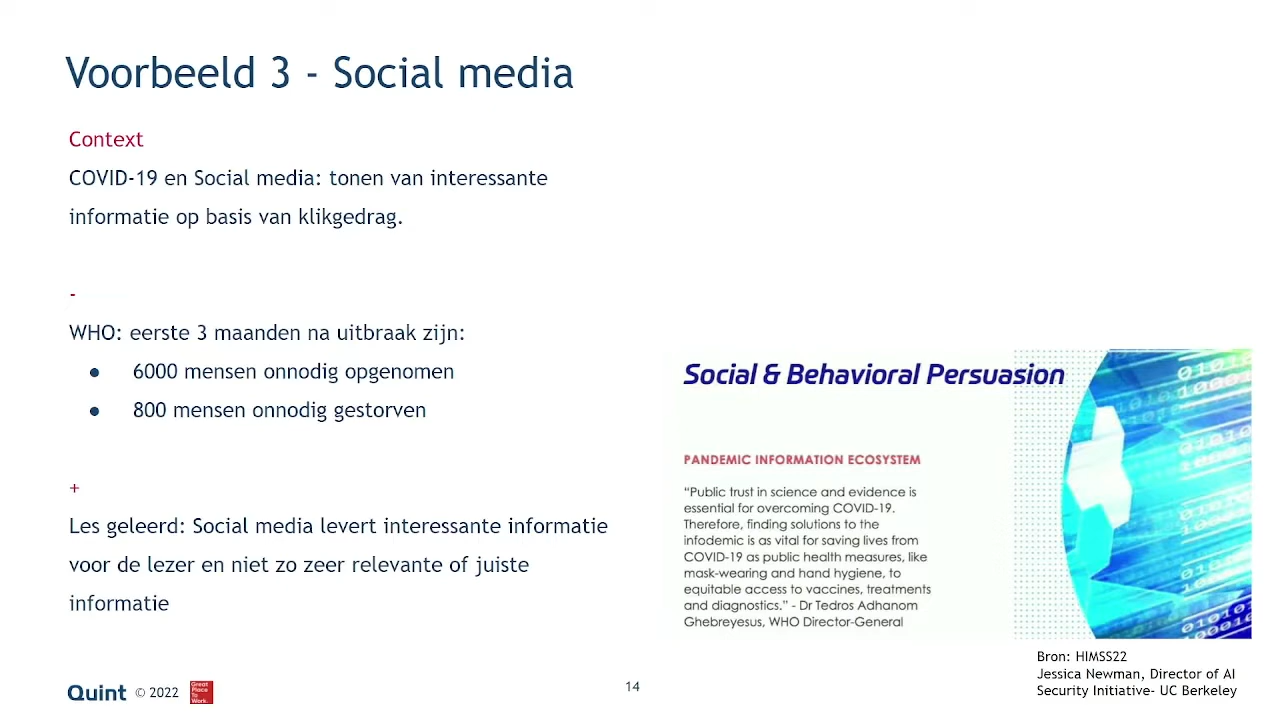 Voorbeeld 3 - Social media
Context
COVID-19 en Social media: tonen van interessante
informatie op basis van klikgedrag.
-
WHO: eerste 3 maanden na uitbraak zijn:
● 6000 mensen onnodig opgenomen
● 800 mensen onnodig gestorven
+
Les geleerd: Social media levert interessante informatie
voor de lezer en niet zo zeer relevante of juiste
informatie
Social & Behavioral Persuasion
PANDEMIC INFORMATION ECOSYSTEM
“Public trust in science and evidence is
essential for overcoming COVID-19.
Therefore, finding solutions to the
infodemic is as vital for saving lives from
COVID-19 as public health measures, like
mask-wearing and hand hygiene, to
equitable access to vaccines, treatments
and diagnostics.” - Dr Tedros Adhanom
Ghebreyesus, WHO Director-General
Bron: HIMSS22
Jessica Newman, Director of AI
Security Initiative- UC Berkeley
Quint © 2022
Great
Place
To
Work.
14